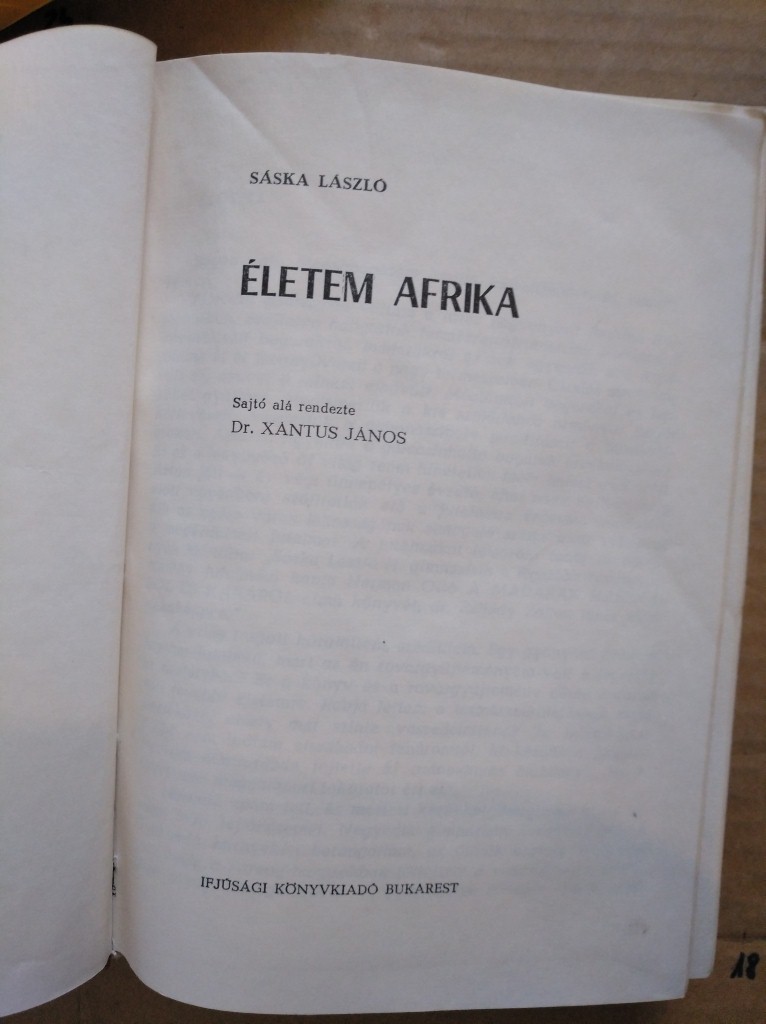 SÁSKA LÁSZLÓ
ÉLETEM AFRIKA
Sajtó alá rendezte
Dr. XÁNTUS JÁNOS
IFJÚSÁGI KÖNYVKIADÓ BUKAREST
18